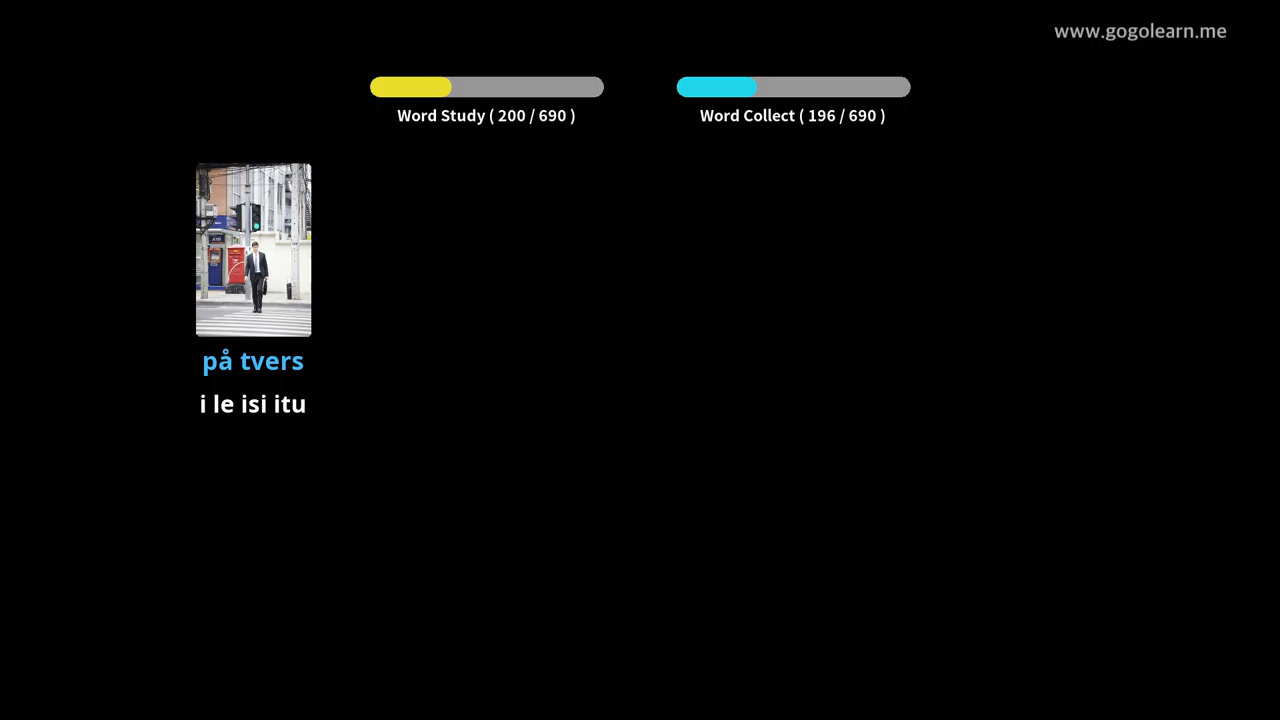 www.gogolearn.me
Word Study ( 200 / 690 )
Word Collect ( 196 / 690 )
på tvers
i le isi itu